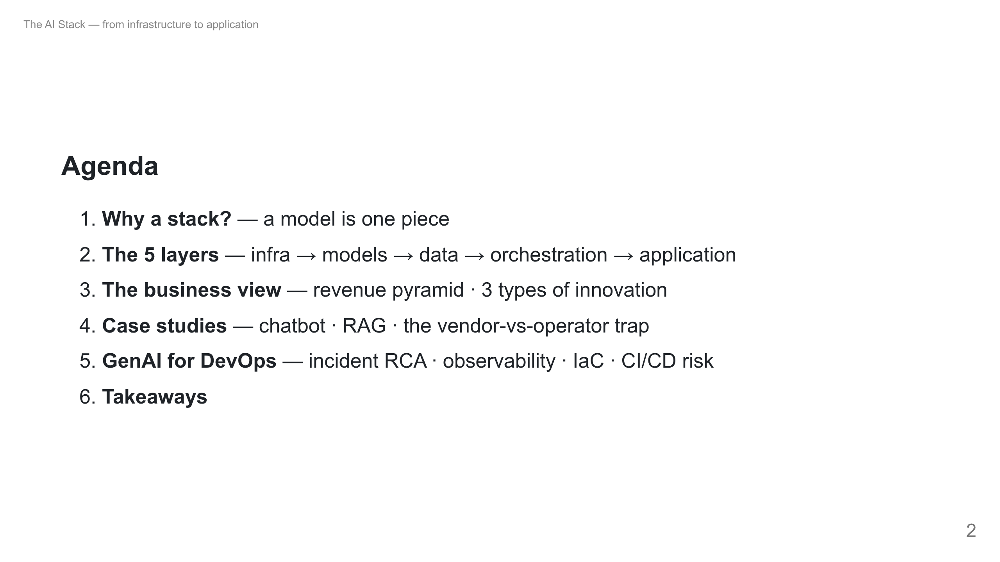 The AI Stack — from infrastructure to application
Agenda
1. Why a stack? — a model is one piece
2. The 5 layers — infra → models → data → orchestration → application
3. The business view — revenue pyramid · 3 types of innovation
4. Case studies — chatbot · RAG · the vendor-vs-operator trap
5. GenAI for DevOps — incident RCA · observability · IaC · CI/CD risk
6. Takeaways
2